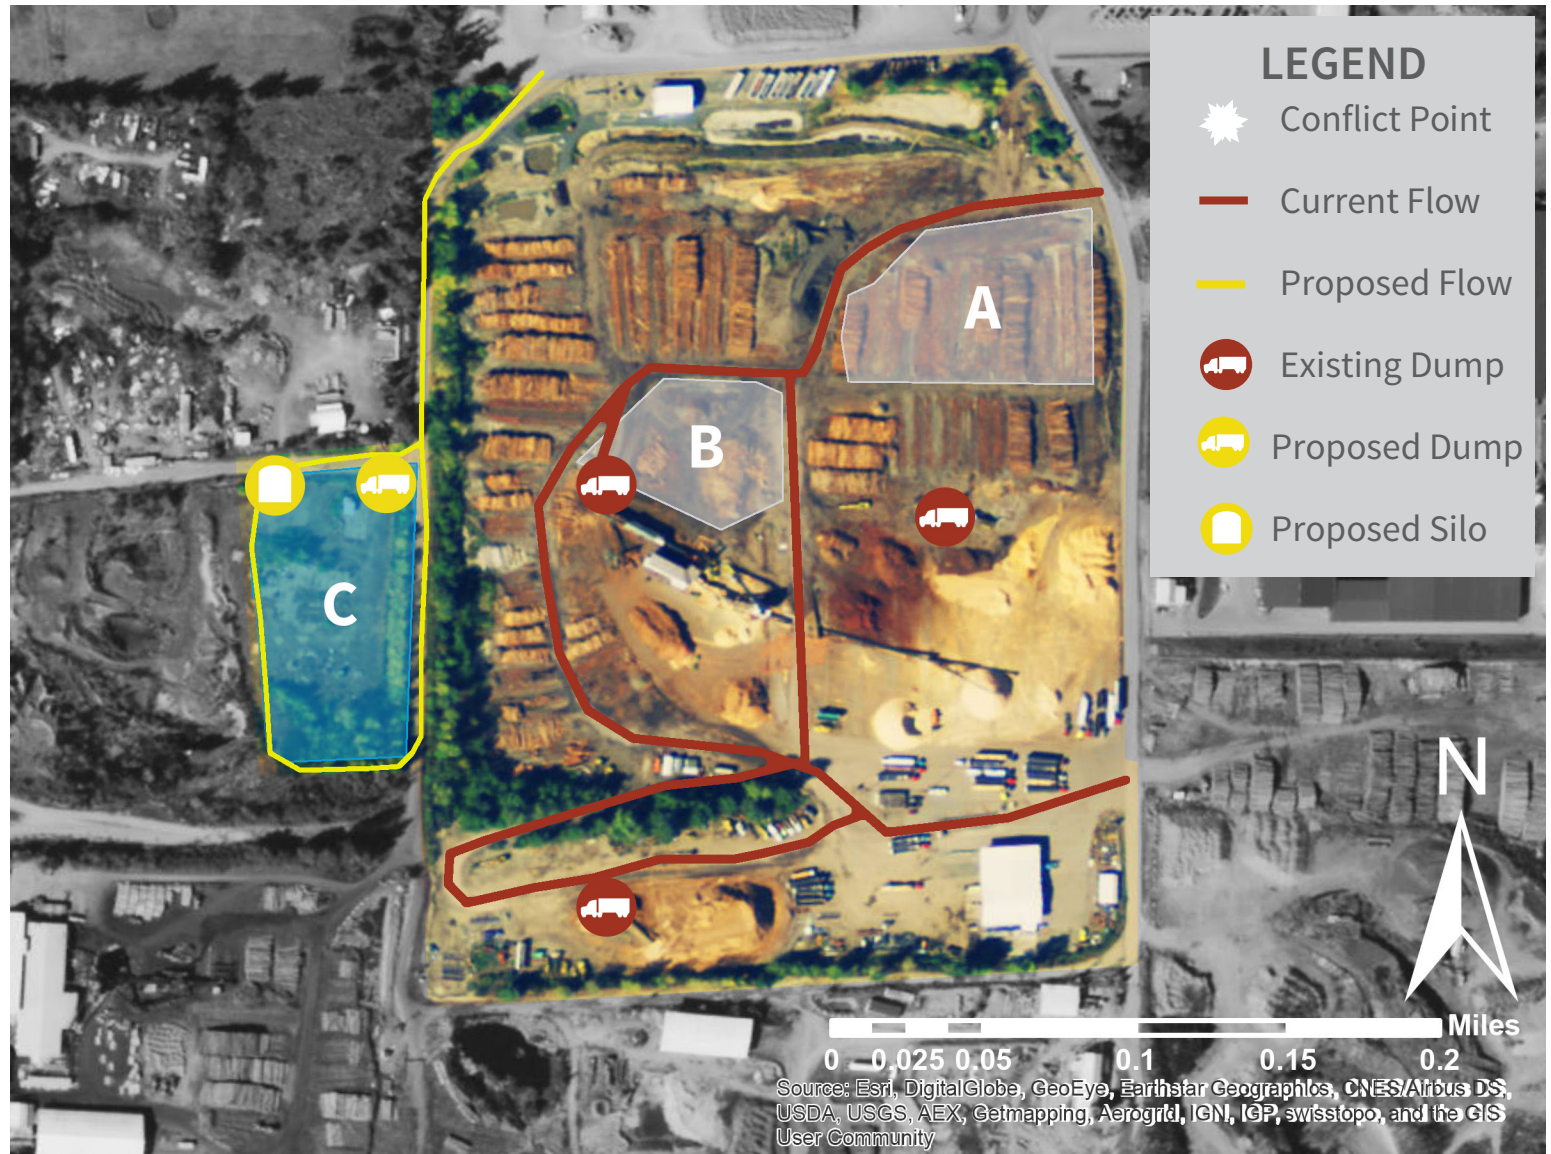 LEGEND
Conflict Point
Current Flow
Proposed Flow
Existing Dump
Proposed Dump
Proposed Silo
A
B
C
N
Miles
0 0.025 0.05 0.1 0.15 0.2
Source: Esri, DigitalGlobe, GeoEye, Earthstar Geographics, CNES/Airbus DS,
USDA, USGS, AEX, Getmapping, Aerogrid, IGN, IGP, swisstopo, and the GIS
User Community